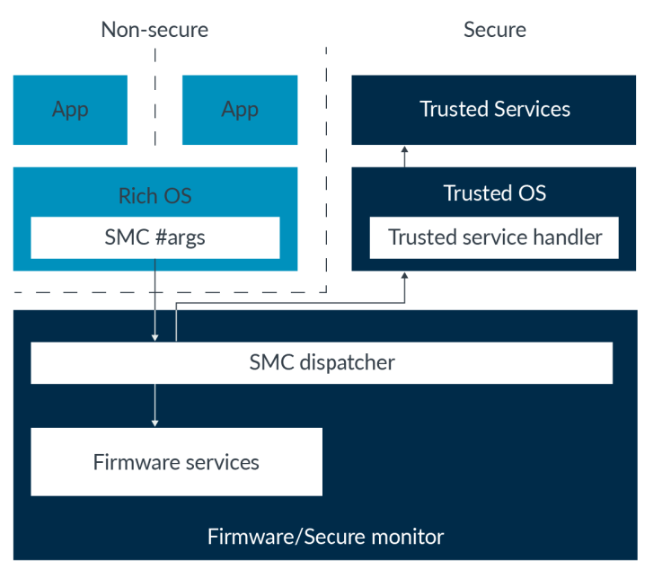 Non-secure
Secure
App
App
Trusted Services
Rich OS
SMC #args
Trusted OS
Trusted service handler
SMC dispatcher
Firmware services
Firmware/Secure monitor